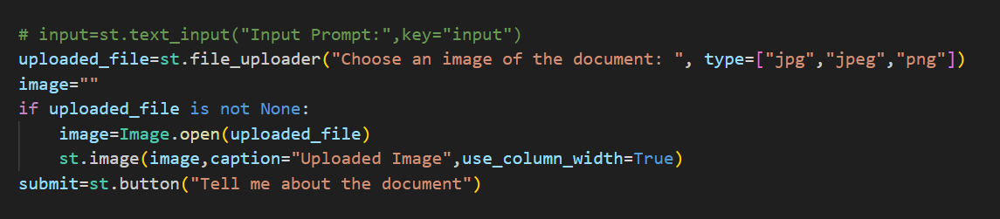 # input=st.text_input("Input Prompt:",key="input")
uploaded_file=st.file_uploader("Choose an image of the document: ", type=["jpg","jpeg","png"])
image=""
if uploaded_file is not None:
    image=Image.open(uploaded_file)
    st.image(image,caption="Uploaded Image",use_column_width=True)
submit=st.button("Tell me about the document")